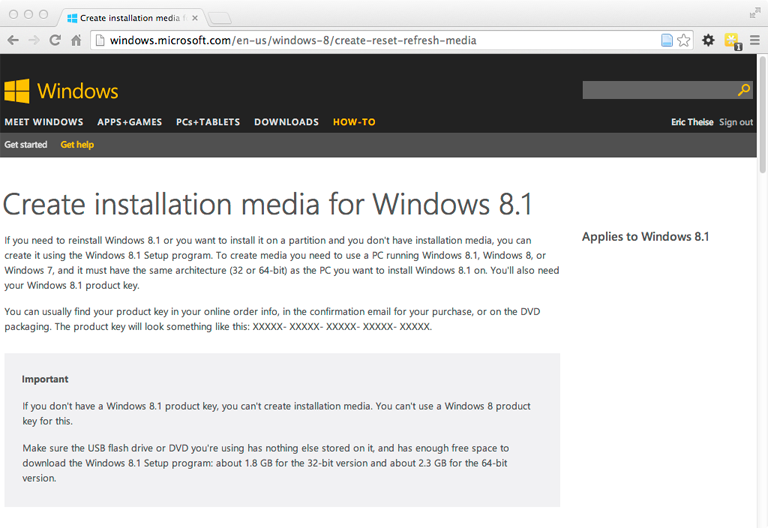 Create installation media f
windows.microsoft.com/en-us/windows-8/create-reset-refresh-media
1
Windows
MEET WINDOWS APPS+GAMES PCs+TABLETS DOWNLOADS HOW-TO
Eric Theise Sign out
Get started Get help
Create installation media for Windows 8.1
If you need to reinstall Windows 8.1 or you want to install it on a partition and you don't have installation media, you can
create it using the Windows 8.1 Setup program. To create media you need to use a PC running Windows 8.1, Windows 8, or
Windows 7, and it must have the same architecture (32 or 64-bit) as the PC you want to install Windows 8.1 on. You'll also need
your Windows 8.1 product key.
You can usually find your product key in your online order info, in the confirmation email for your purchase, or on the DVD
packaging. The product key will look something like this: XXXXX- XXXXX- XXXXX- XXXXX- XXXXX.
Important
If you don't have a Windows 8.1 product key, you can't create installation media. You can't use a Windows 8 product
key for this.
Make sure the USB flash drive or DVD you're using has nothing else stored on it, and has enough free space to
download the Windows 8.1 Setup program: about 1.8 GB for the 32-bit version and about 2.3 GB for the 64-bit
version.
Applies to Windows 8.1